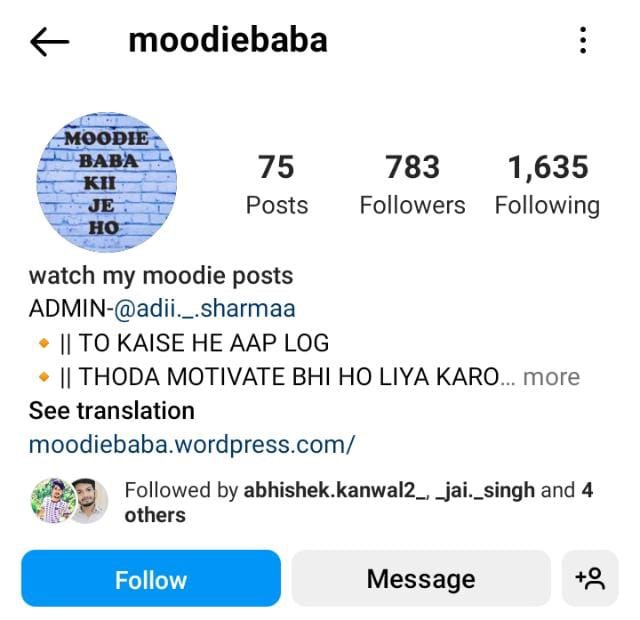 moodiebaba
MOODIE
BABA
KII
JE
HO
75 783 1,635
Posts Followers Following
watch my moodie posts
ADMIN-@adii._.sharmaa
🔸 || TO KAISE HE AAP LOG
🔸 || THODA MOTIVATE BHI HO LIYA KARO... more
See translation
moodiebaba.wordpress.com/
Followed by abhishek.kanwal2_, _jai._singh and 4
others
Follow Message